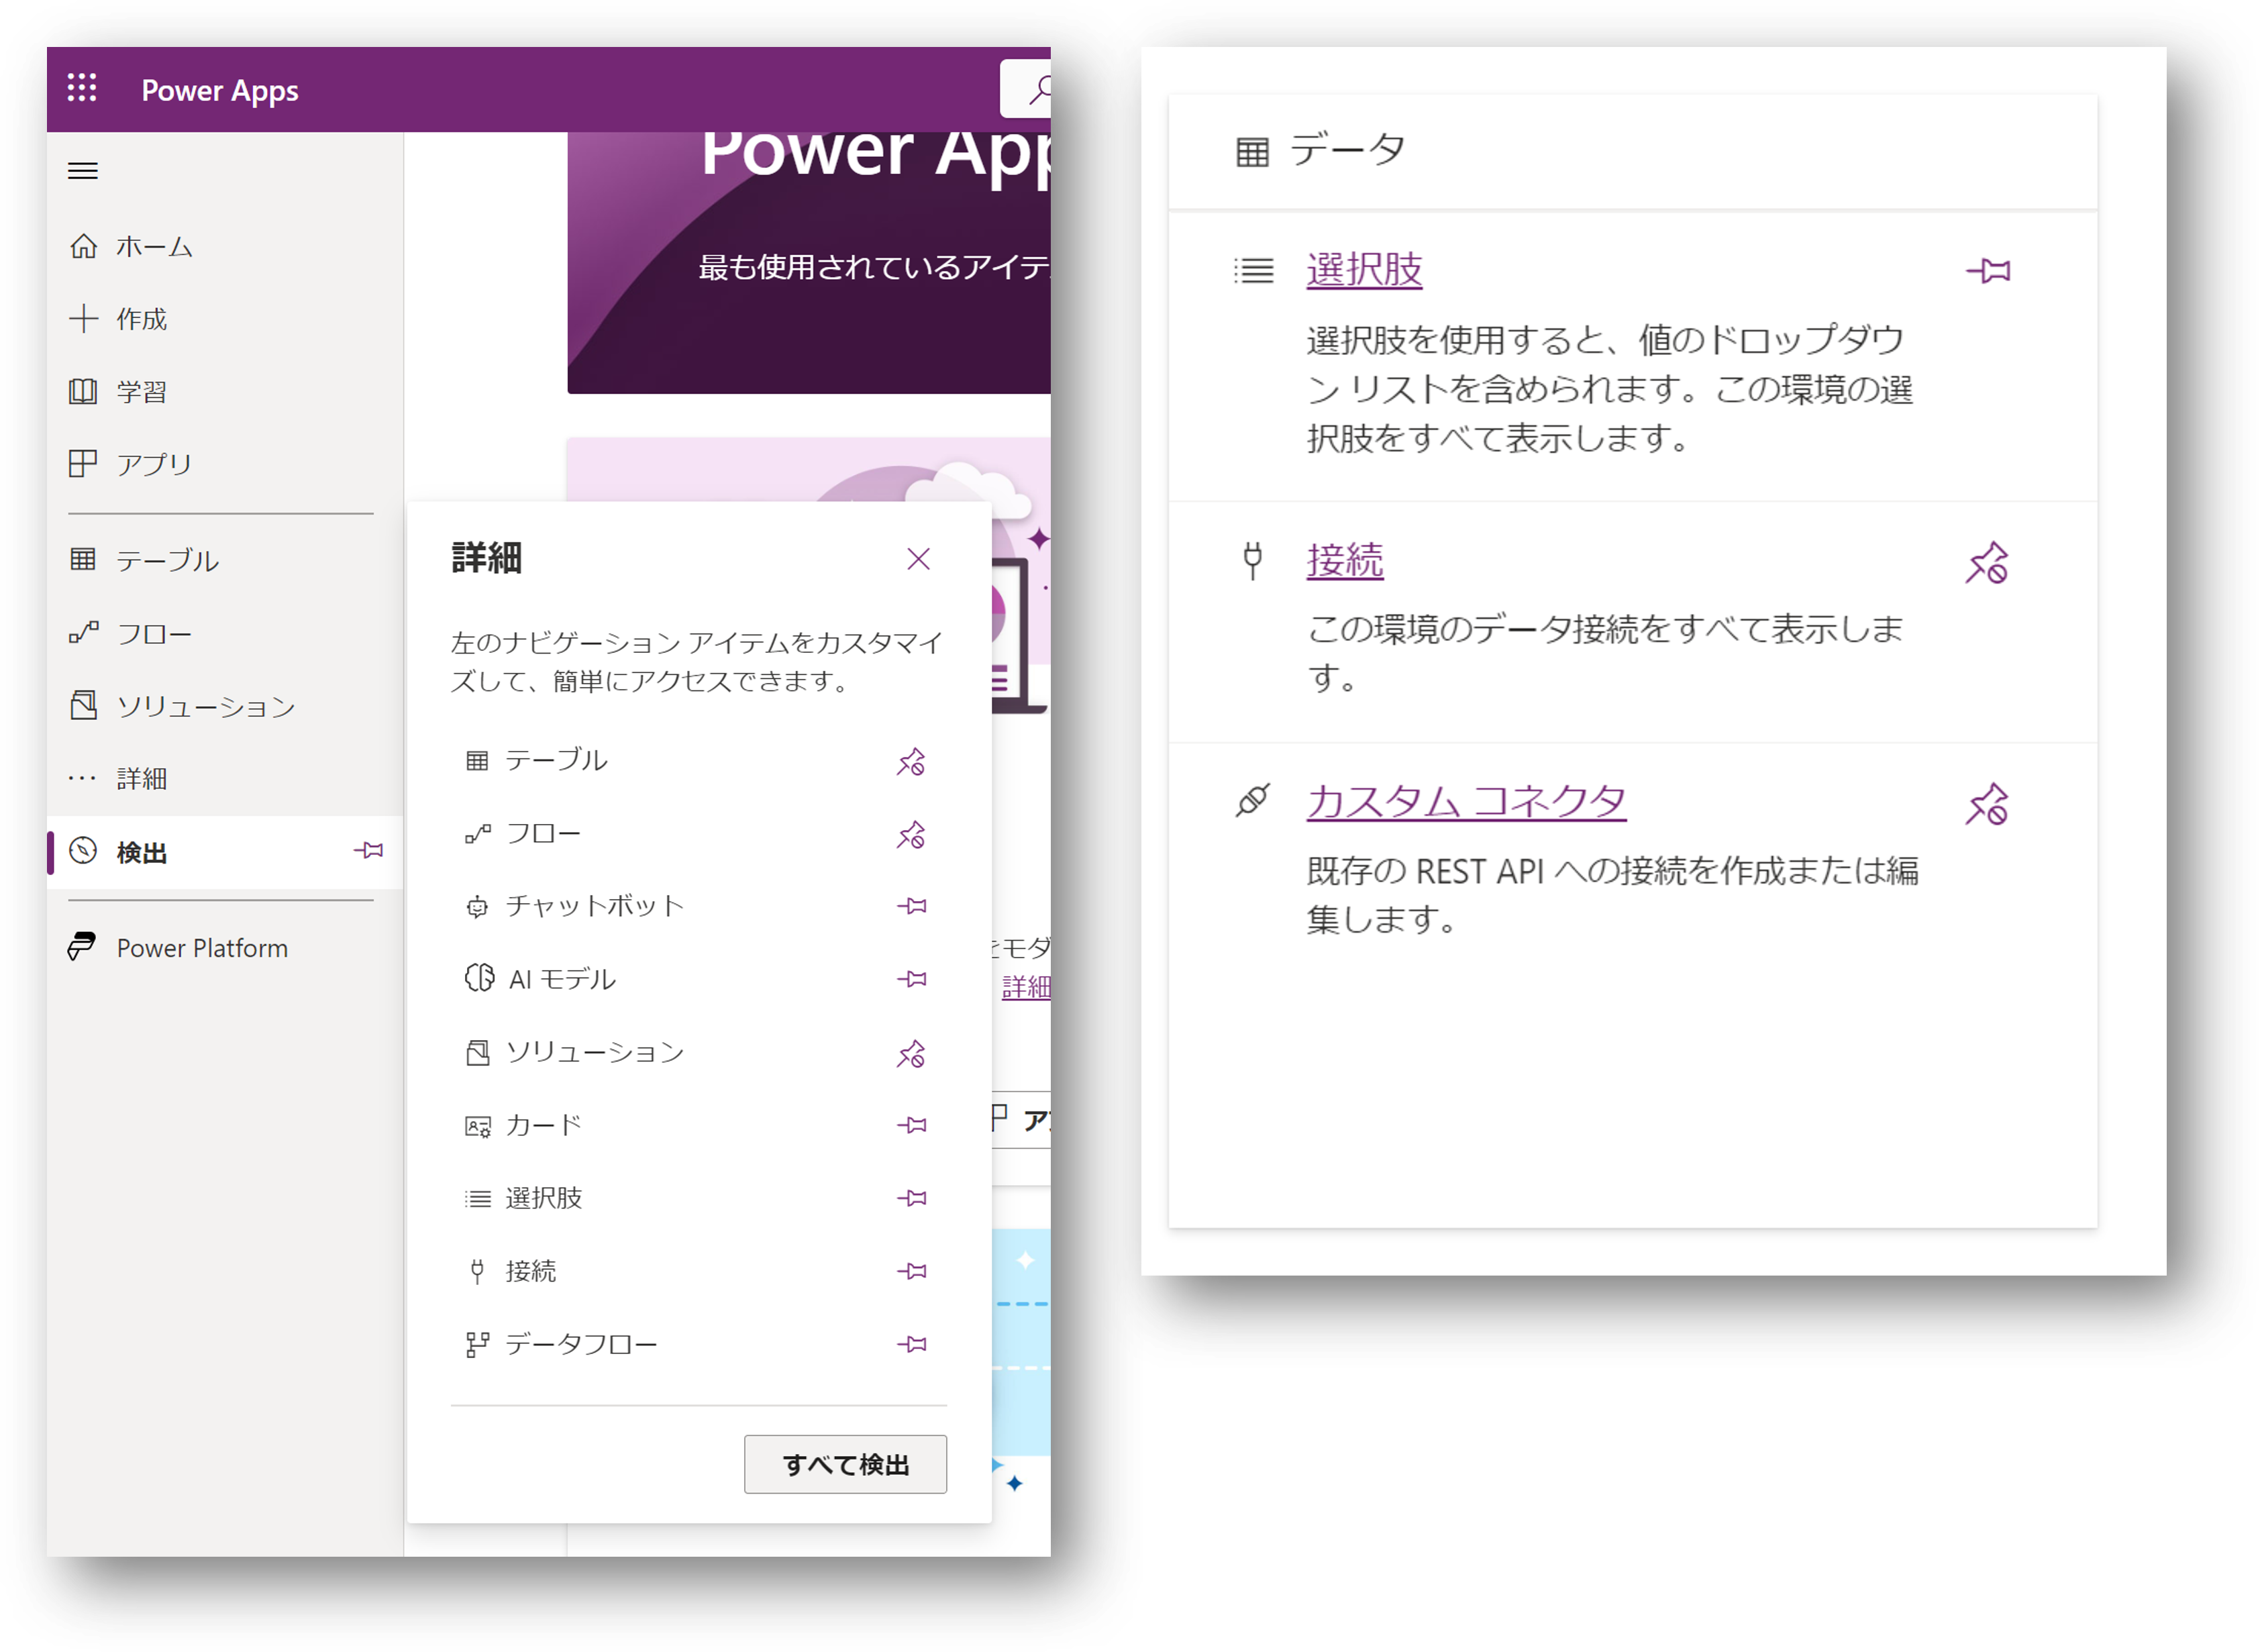 Power Apps
ホーム
作成
学習
アプリ
テーブル
フロー
ソリューション
詳細
検出
Power Platform
Power App
最も使用されているアイテ
詳細
左のナビゲーション アイテムをカスタマイ
ズして、簡単にアクセスできます。
テーブル
フロー
チャットボット
AI モデル
ソリューション
カード
選択肢
接続
データフロー
すべて検出
をモダ
詳細
データ
選択肢
選択肢を使用すると、値のドロップダウ
ン リストを含められます。この環境の選
択肢をすべて表示します。
接続
この環境のデータ接続をすべて表示しま
す。
カスタム コネクタ
既存の REST API への接続を作成または編
集します。